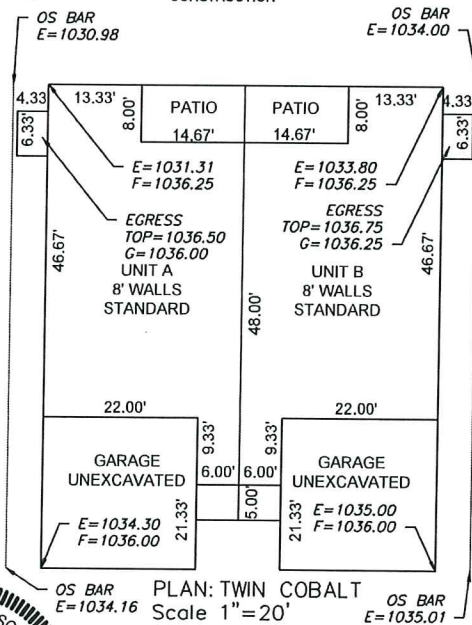 OS BAR
E=1030.98
OS BAR
E=1034.00
4.33
13.33'
8.00'
PATIO
PATIO
8.00'
13.33'
4.33
6.33'
14.67'
14.67'
6.33'
E=1031.31
F=1036.25
E=1033.80
F=1036.25
EGRESS
TOP=1036.50
G=1036.00
EGRESS
TOP=1036.75
G=1036.25
46.67'
46.67'
UNIT A
8' WALLS
STANDARD
UNIT B
8' WALLS
STANDARD
48.00'
22.00'
22.00'
9.33'
9.33'
6.00'
6.00'
GARAGE
UNEXCAVATED
GARAGE
UNEXCAVATED
21.33'
5.00'
21.33'
E=1034.30
F=1036.00
E=1035.00
F=1036.00
OS BAR
E=1034.16
PLAN: TWIN COBALT
Scale 1"=20'
OS BAR
E=1035.01